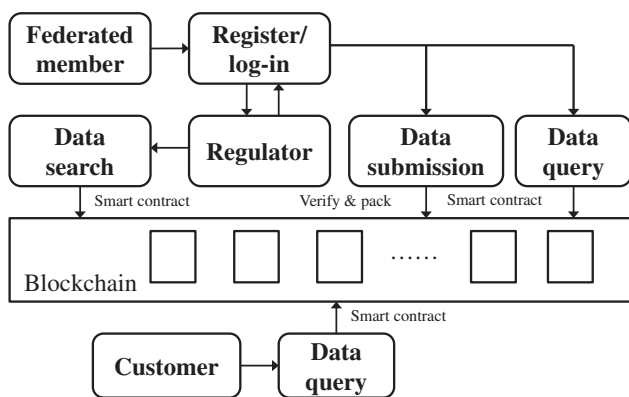 Federated
member
Register/
log-in
Data
search
Regulator
Data
submission
Data
query
Smart contract
Verify & pack
Smart contract
Blockchain
......
Smart contract
Customer
Data
query